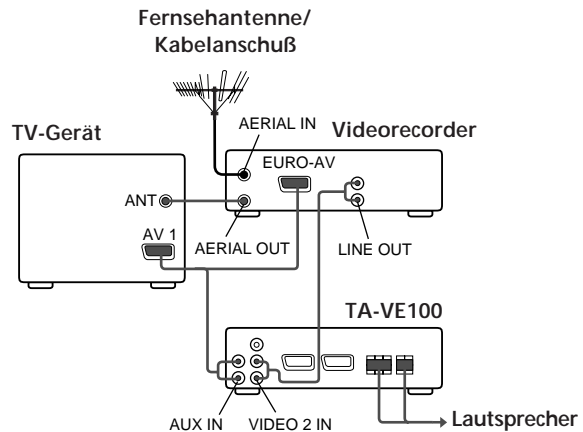 Fernsehantenne/
Kabelanschuß
TV-Gerät
AERIAL IN
Videorecorder
EURO-AV
ANT
AV 1
AERIAL OUT
LINE OUT
TA-VE100
AUX IN
VIDEO 2 IN
Lautsprecher